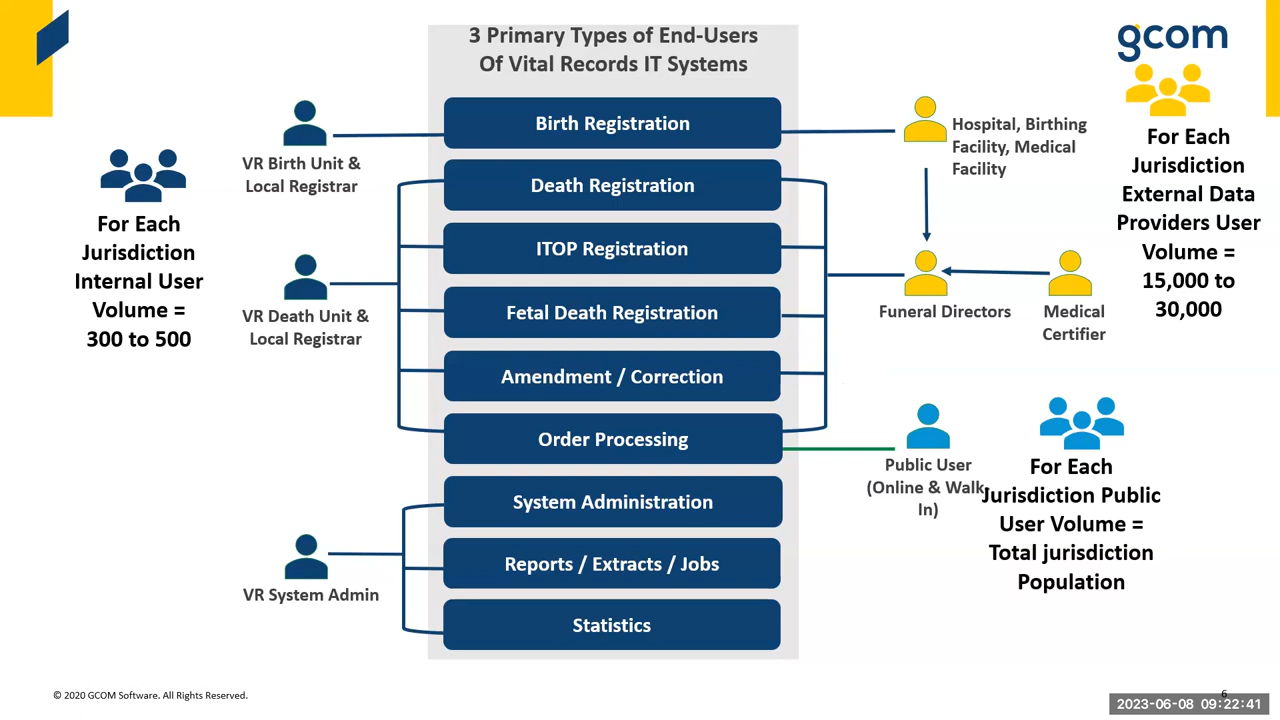 3 Primary Types of End-Users
Of Vital Records IT Systems
gcom
Birth Registration
Death Registration
ITOP Registration
Fetal Death Registration
Amendment / Correction
Order Processing
System Administration
Reports / Extracts / Jobs
Statistics
For Each
Jurisdiction
Internal User
Volume =
300 to 500
VR Birth Unit &
Local Registrar
VR Death Unit &
Local Registrar
VR System Admin
Hospital, Birthing
Facility, Medical
Facility
Funeral Directors
Medical
Certifier
Public User
(Online & Walk
In)
For Each
Jurisdiction
External Data
Providers User
Volume =
15,000 to
30,000
For Each
Jurisdiction Public
User Volume =
Total jurisdiction
Population
© 2020 GCOM Software. All Rights Reserved.
6
2023-06-08 09:22:41